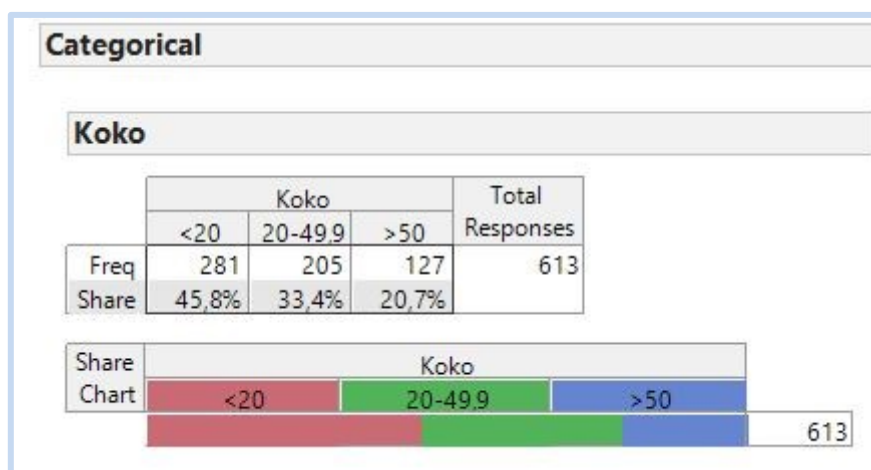 Categorical
Koko
Koko Total
<20 20-49,9 >50 Responses
Freq 281 205 127 613
Share 45,8% 33,4% 20,7%
Share Koko
Chart <20 20-49,9 >50
613